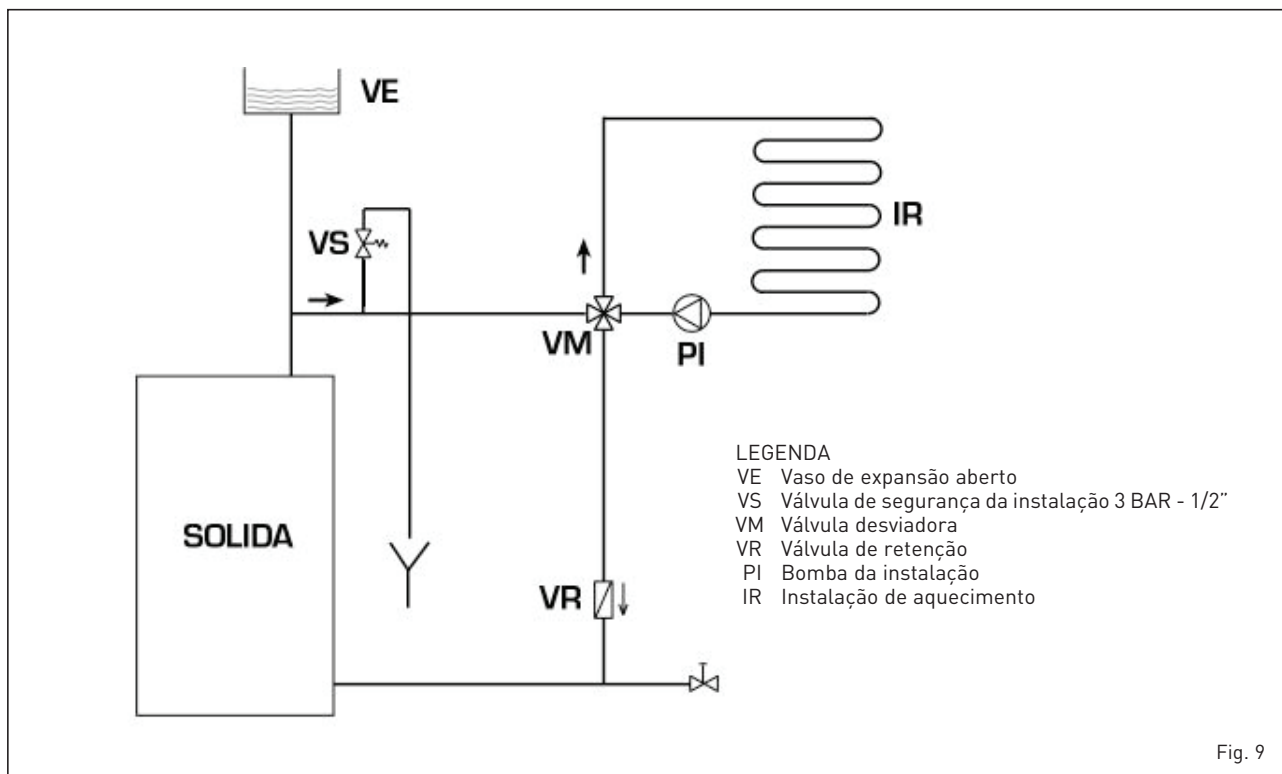 VE
VS
IR
VM
PI
SOLIDA
VR
LEGENDA
VE Vaso de expansão aberto
VS Válvula de segurança da instalação 3 BAR - 1/2”
VM Válvula desviadora
VR Válvula de retenção
PI Bomba da instalação
IR Instalação de aquecimento
Fig. 9